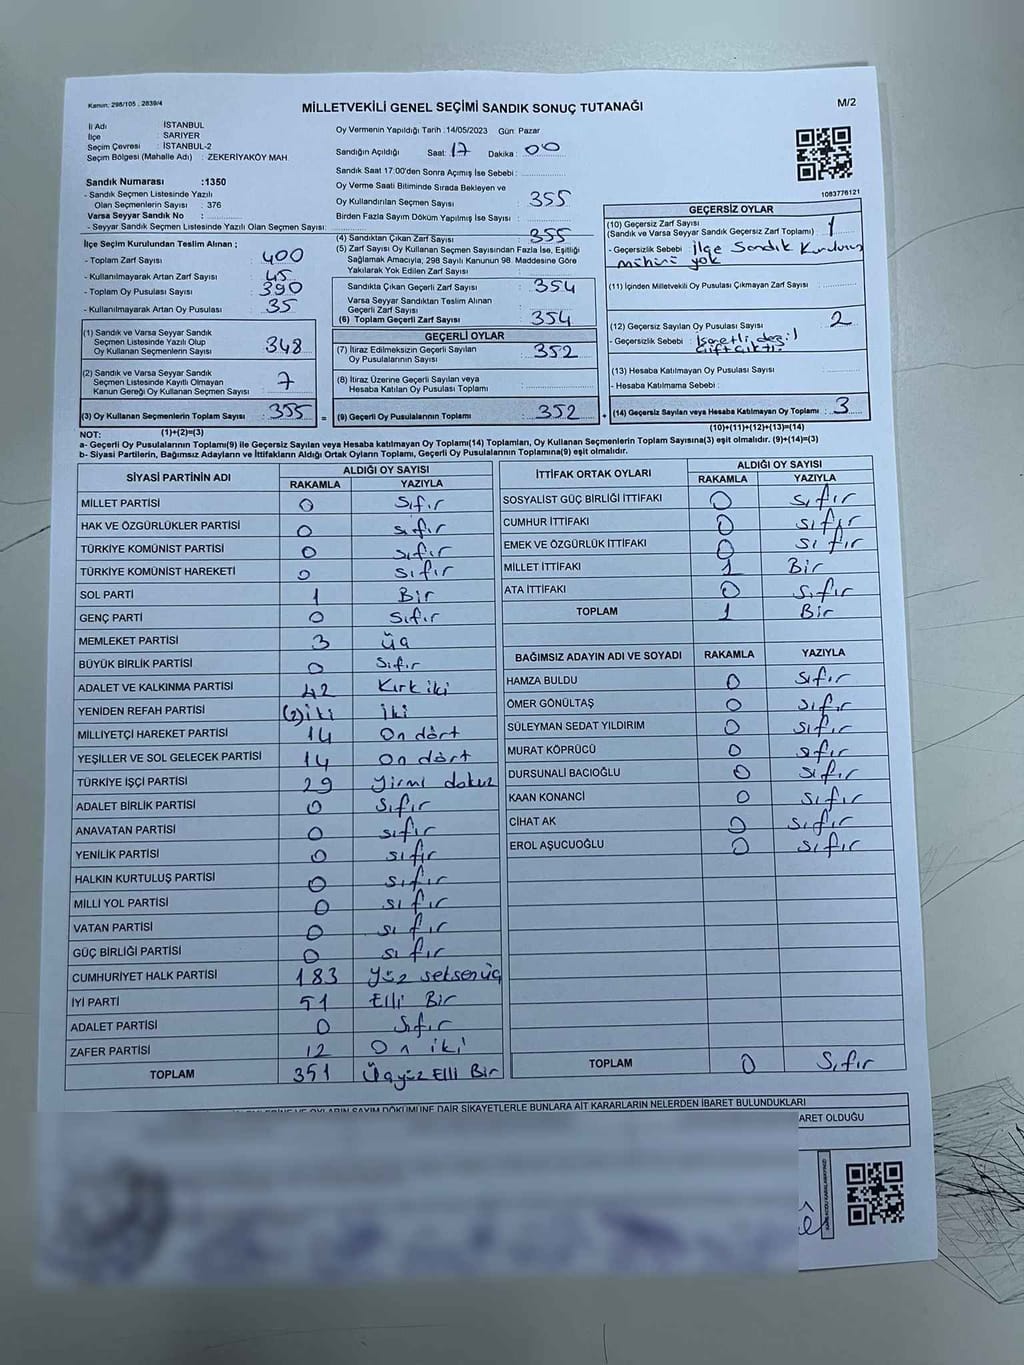 Kanun: 298/105 , 2839/4
MİLLETVEKİLİ GENEL SEÇİMİ SANDIK SONUÇ TUTANAĞI
M/2
İl Adı : İSTANBUL
İlçe : SARIYER
Seçim Çevresi : İSTANBUL-2
Seçim Bölgesi (Mahalle Adı) : ZEKERİYAKÖY MAH.
Sandık Numarası :1350
- Sandık Seçmen Listesinde Yazılı
Olan Seçmenlerin Sayısı : 376
Varsa Seyyar Sandık No :
- Seyyar Sandık Seçmen Listesinde Yazılı Olan Seçmen Sayısı:
Oy Vermenin Yapıldığı Tarih :14/05/2023 Gün: Pazar
Sandığın Açıldığı Saat: 17 Dakika : 00
Sandık Saat 17:00'den Sonra Açımış İse Sebebi :
Oy Verme Saati Bitiminde Sırada Bekleyen ve
Oy Kullandırılan Seçmen Sayısı : 355
Birden Fazla Sayım Döküm Yapılmış İse Sayısı :
1083776121
İlçe Seçim Kurulundan Teslim Alınan ;
- Toplam Zarf Sayısı : 400
- Kullanılmayarak Artan Zarf Sayısı : 45
- Toplam Oy Pusulası Sayısı : 390
- Kullanılmayarak Artan Oy Pusulası : 35
(1) Sandık ve Varsa Seyyar Sandık
Seçmen Listesinde Yazılı Olup
Oy Kullanan Seçmenlerin Sayısı : 348
(2) Sandık ve Varsa Seyyar Sandık
Seçmen Listesinde Kayıtlı Olmayan
Kanun Gereği Oy Kullanan Seçmen Sayısı : 7
(3) Oy Kullanan Seçmenlerin Toplam Sayısı : 355 =
(1)+(2)=(3)
(4) Sandıktan Çıkan Zarf Sayısı : 355
(5) Zarf Sayısı Oy Kullanan Seçmen Sayısından Fazla İse, Eşitliği
Sağlamak Amacıyla, 298 Sayılı Kanunun 98. Maddesine Göre
Yakılarak Yok Edilen Zarf Sayısı :
Sandıkta Çıkan Geçerli Zarf Sayısı : 354
Varsa Seyyar Sandıktan Teslim Alınan
Geçerli Zarf Sayısı :
(6) Toplam Geçerli Zarf Sayısı : 354
GEÇERLİ OYLAR
(7) İtiraz Edilmeksizin Geçerli Sayılan
Oy Pusulalarının Sayısı : 352
(8) İtiraz Üzerine Geçerli Sayılan veya
Hesaba Katılan Oy Pusulası Toplamı :
(9) Geçerli Oy Pusulalarının Toplamı : 352 +
GEÇERSİZ OYLAR
(10) Geçersiz Zarf Sayısı
(Sandık ve Varsa Seyyar Sandık Geçersiz Zarf Toplamı) : 1
- Geçersizlik Sebebi : İlçe Sandık Kurulunun
mührü yok
(11) İçinden Milletvekili Oy Pusulası Çıkmayan Zarf Sayısı :
(12) Geçersiz Sayılan Oy Pusulası Sayısı : 2
- Geçersizlik Sebebi : işaretli değil
çift çıktı
(13) Hesaba Katılmayan Oy Pusulası Sayısı :
- Hesaba Katılmama Sebebi :
(14) Geçersiz Sayılan veya Hesaba Katılmayan Oy Toplamı : 3
(10)+(11)+(12)+(13)=(14)
NOT:
a- Geçerli Oy Pusulalarının Toplamı(9) ile Geçersiz Sayılan veya Hesaba katılmayan Oy Toplamı(14) Toplamları, Oy Kullanan Seçmenlerin Toplam Sayısına(3) eşit olmalıdır. (9)+(14)=(3)
b- Siyasi Partilerin, Bağımsız Adayların ve İttifakların Aldığı Ortak Oyların Toplamı, Geçerli Oy Pusulalarının Toplamına(9) eşit olmalıdır.
SİYASİ PARTİNİN ADI ALDIĞI OY SAYISI
RAKAMLA YAZIYLA
MİLLET PARTİSİ 0 Sıfır
HAK VE ÖZGÜRLÜKLER PARTİSİ 0 sıfır
TÜRKİYE KOMÜNİST PARTİSİ 0 sıfır
TÜRKİYE KOMÜNİST HAREKETİ 0 sıfır
SOL PARTİ 1 Bir
GENÇ PARTİ 0 Sıfır
MEMLEKET PARTİSİ 3 üç
BÜYÜK BİRLİK PARTİSİ 0 Sıfır
ADALET VE KALKINMA PARTİSİ 42 Kırk iki
YENİDEN REFAH PARTİSİ (2) iki iki
MİLLİYETÇİ HAREKET PARTİSİ 14 On dört
YEŞİLLER VE SOL GELECEK PARTİSİ 14 On dört
TÜRKİYE İŞÇİ PARTİSİ 29 yirmi dokuz
ADALET BİRLİK PARTİSİ 0 Sıfır
ANAVATAN PARTİSİ 0 sıfır
YENİLİK PARTİSİ 0 sıfır
HALKIN KURTULUŞ PARTİSİ 0 sıfır
MİLLİ YOL PARTİSİ 0 sıfır
VATAN PARTİSİ 0 sıfır
GÜÇ BİRLİĞİ PARTİSİ 0 sıfır
CUMHURİYET HALK PARTİSİ 183 yüz seksenüç
İYİ PARTİ 51 Elli Bir
ADALET PARTİSİ 0 Sıfır
ZAFER PARTİSİ 12 On iki
TOPLAM 351 Üçyüz Elli Bir
İTTİFAK ORTAK OYLARI ALDIĞI OY SAYISI
RAKAMLA YAZIYLA
SOSYALİST GÜÇ BİRLİĞİ İTTİFAKI 0 sıfır
CUMHUR İTTİFAKI 0 sıfır
EMEK VE ÖZGÜRLÜK İTTİFAKI 0 sıfır
MİLLET İTTİFAKI 1 Bir
ATA İTTİFAKI 0 Sıfır
TOPLAM 1 Bir
BAĞIMSIZ ADAYIN ADI VE SOYADI RAKAMLA YAZIYLA
HAMZA BULDU 0 sıfır
ÖMER GÖNÜLTAŞ 0 sıfır
SÜLEYMAN SEDAT YILDIRIM 0 sıfır
MURAT KÖPRÜCÜ 0 sıfır
DURSUNALİ BACIOĞLU 0 sıfır
KAAN KONANCİ 0 sıfır
CİHAT AK 0 sıfır
EROL AŞUCUOĞLU 0 sıfır
TOPLAM 0 Sıfır
VE OYLARIN SAYIM DÖKÜMÜNE DAİR ŞİKAYETLERLE BUNLARA AİT KARARLARIN NELERDEN İBARET BULUNDUKLARI
ARET OLDUĞU